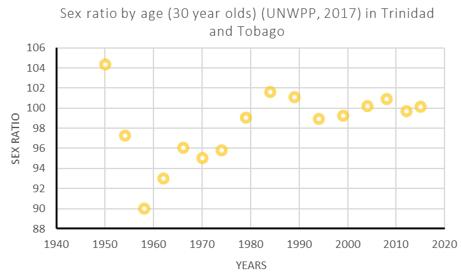 Sex ratio by age (30 year olds) (UNWPP, 2017) in Trinidad
and Tobago
106
104
102
100
98
96
94
92
90
88
SEX RATIO
1940 1950 1960 1970 1980 1990 2000 2010 2020
YEARS